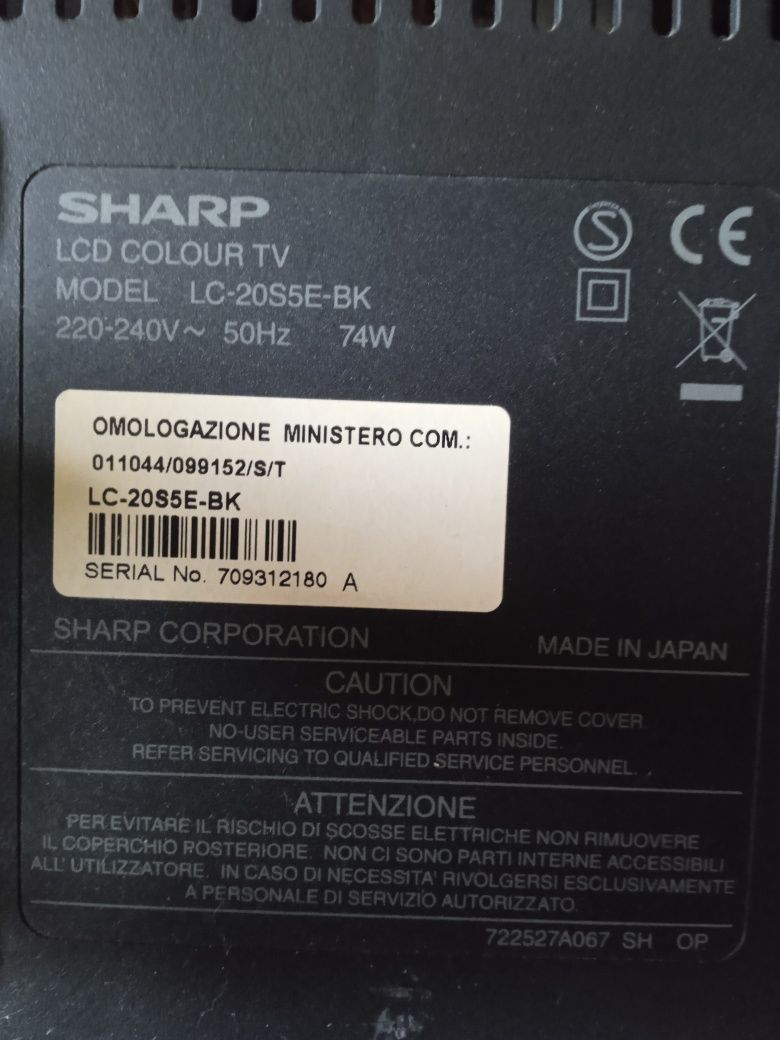 SHARP
LCD COLOUR TV
MODEL LC-20S5E-BK
220-240V~ 50Hz 74W
S
CE
OMOLOGAZIONE MINISTERO COM.:
011044/099152/S/T
LC-20S5E-BK
SERIAL No. 709312180 A
SHARP CORPORATION
MADE IN JAPAN
CAUTION
TO PREVENT ELECTRIC SHOCK,DO NOT REMOVE COVER.
NO-USER SERVICEABLE PARTS INSIDE.
REFER SERVICING TO QUALIFIED SERVICE PERSONNEL.
ATTENZIONE
PER EVITARE IL RISCHIO DI SCOSSE ELETTRICHE NON RIMUOVERE
IL COPERCHIO POSTERIORE. NON CI SONO PARTI INTERNE ACCESSIBILI
ALL' UTILIZZATORE. IN CASO DI NECESSITA' RIVOLGERSI ESCLUSIVAMENTE
A PERSONALE DI SERVIZIO AUTORIZZATO.
722527A067 SH OP